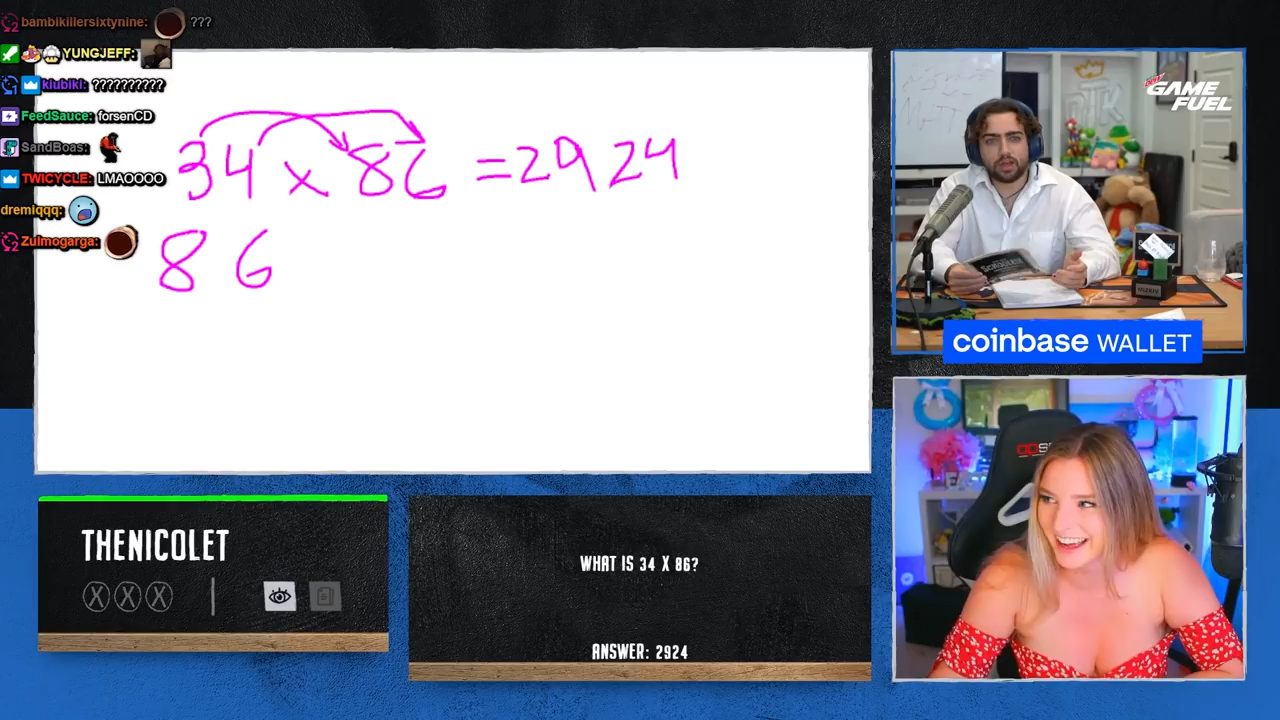 bambikillersixtynine: ???
YUNGJEFF:
klubiki: ??????????
FeedSauce: forsenCD
SandBoas:
TWICYCLE: LMAOOOO
dremiqqq:
Zulmogarga:
34 x 86 = 2924
8 6
GAME FUEL
coinbase WALLET
THENICOLET
X X X
WHAT IS 34 X 86?
ANSWER: 2924